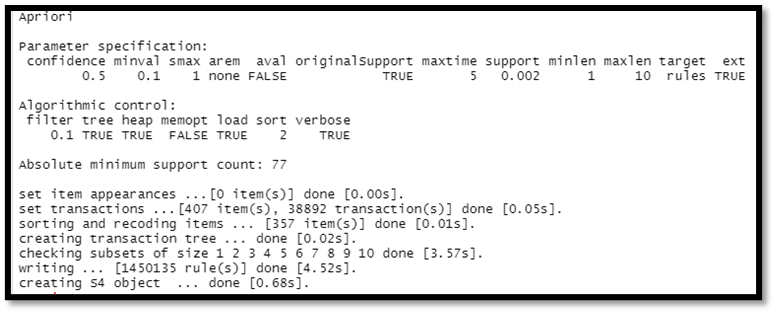 Apriori
Parameter specification:
confidence minval smax arem aval originalSupport maxtime support minlen maxlen target ext
0.5 0.1 1 none FALSE TRUE 5 0.002 1 10 rules TRUE
Algorithmic control:
filter tree heap memopt load sort verbose
0.1 TRUE TRUE FALSE TRUE 2 TRUE
Absolute minimum support count: 77
set item appearances ...[0 item(s)] done [0.00s].
set transactions ...[407 item(s), 38892 transaction(s)] done [0.05s].
sorting and recoding items ... [357 item(s)] done [0.01s].
creating transaction tree ... done [0.02s].
checking subsets of size 1 2 3 4 5 6 7 8 9 10 done [3.57s].
writing ... [1450135 rule(s)] done [4.52s].
creating S4 object  ... done [0.68s].